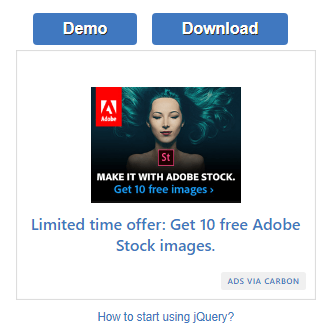 Demo
Download
Adobe
St
MAKE IT WITH ADOBE STOCK.
Get 10 free images ›
Limited time offer: Get 10 free Adobe
Stock images.
ADS VIA CARBON
How to start using jQuery?